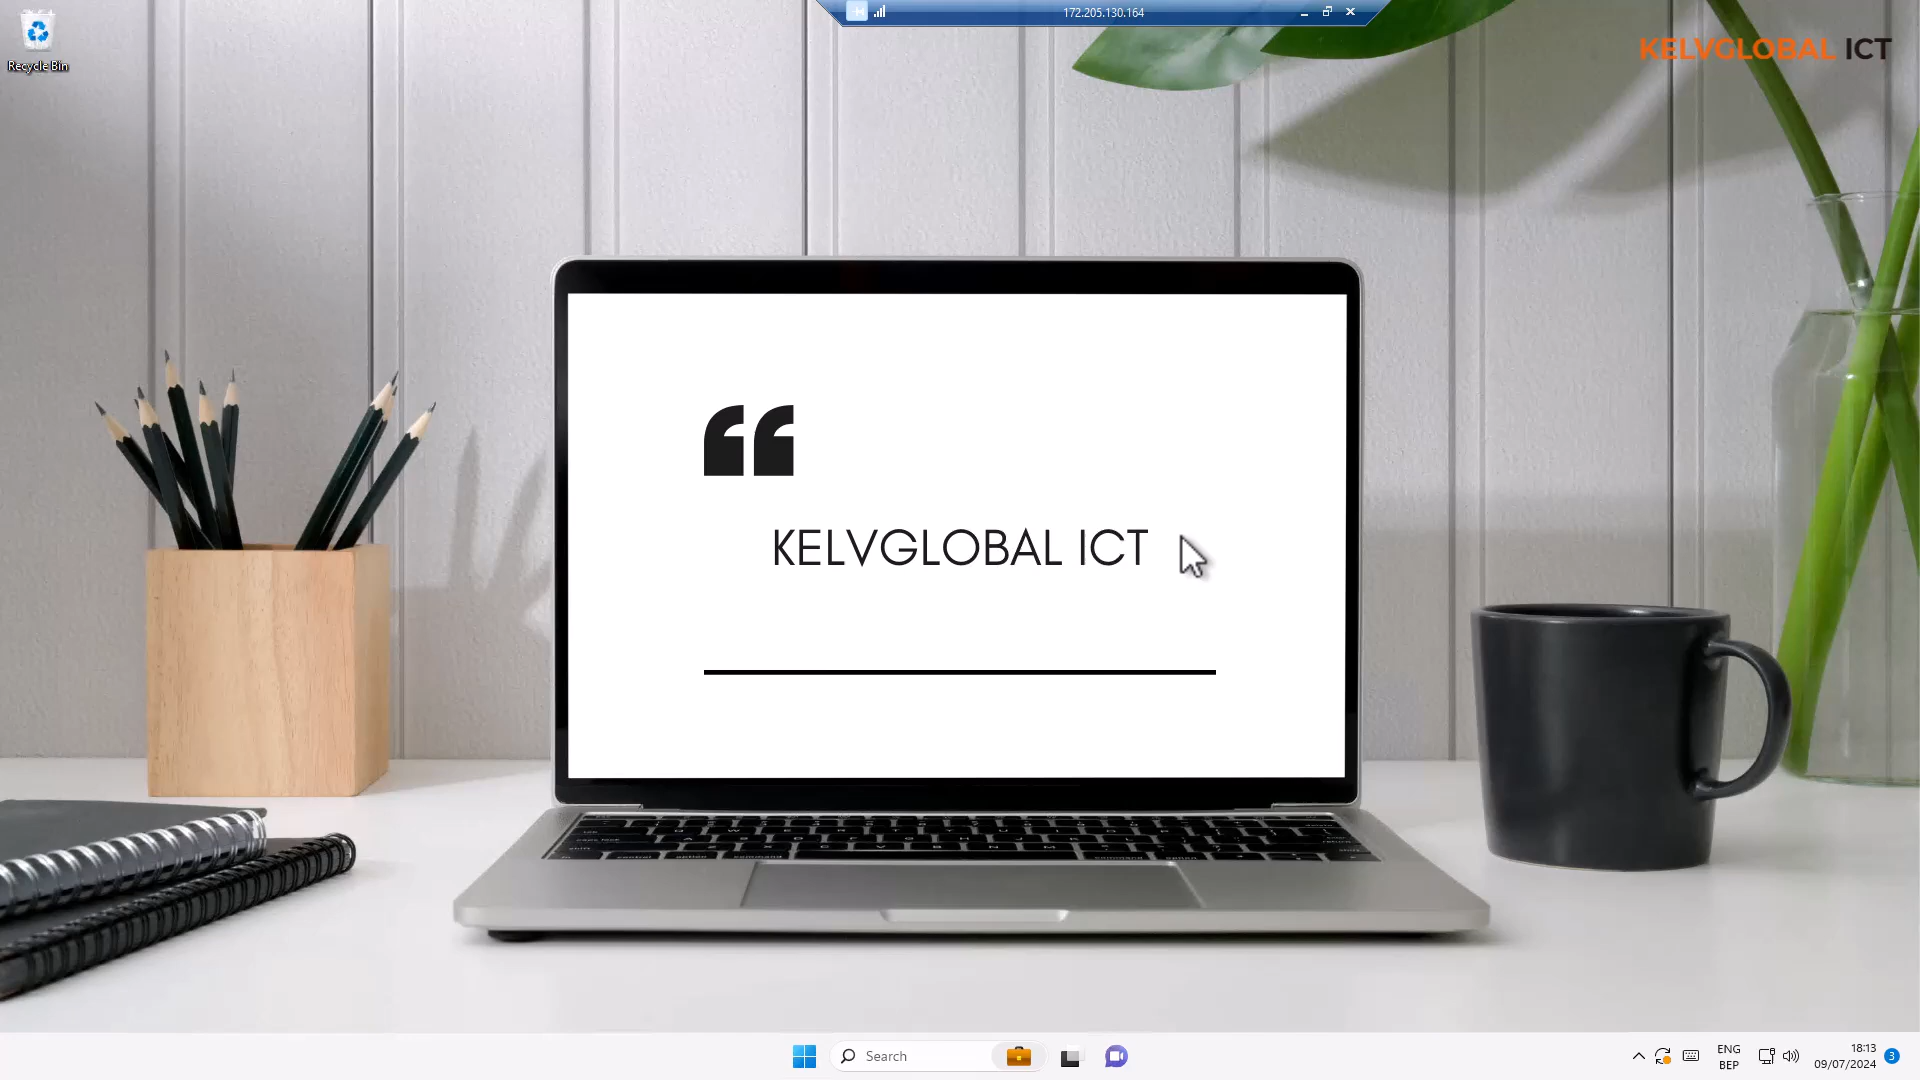 172.205.130.164
Recycle Bin
KELVGLOBAL ICT
KELVGLOBAL ICT
Search
ENG
BEP
18:13
09/07/2024
3